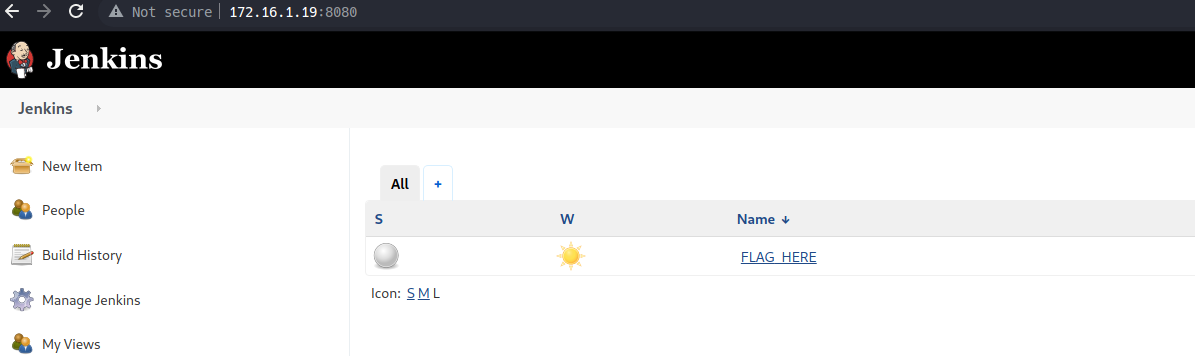 Not secure 172.16.1.19:8080
Jenkins
Jenkins
New Item
People
Build History
Manage Jenkins
My Views
All +
S W Name ↓
FLAG_HERE
Icon: S M L